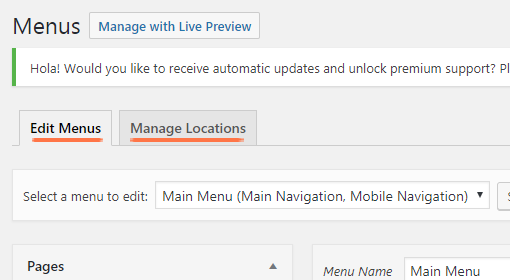 Menus Manage with Live Preview
Hola! Would you like to receive automatic updates and unlock premium support?
Edit Menus Manage Locations
Select a menu to edit: Main Menu (Main Navigation, Mobile Navigation)
Pages Menu Name Main Menu